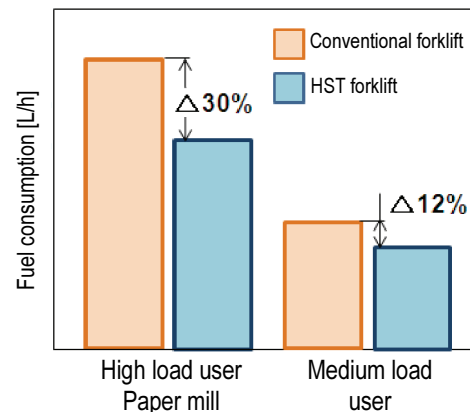 Fuel consumption [L/h]
Conventional forklift
HST forklift
△30%
△12%
High load user
Paper mill
Medium load
user